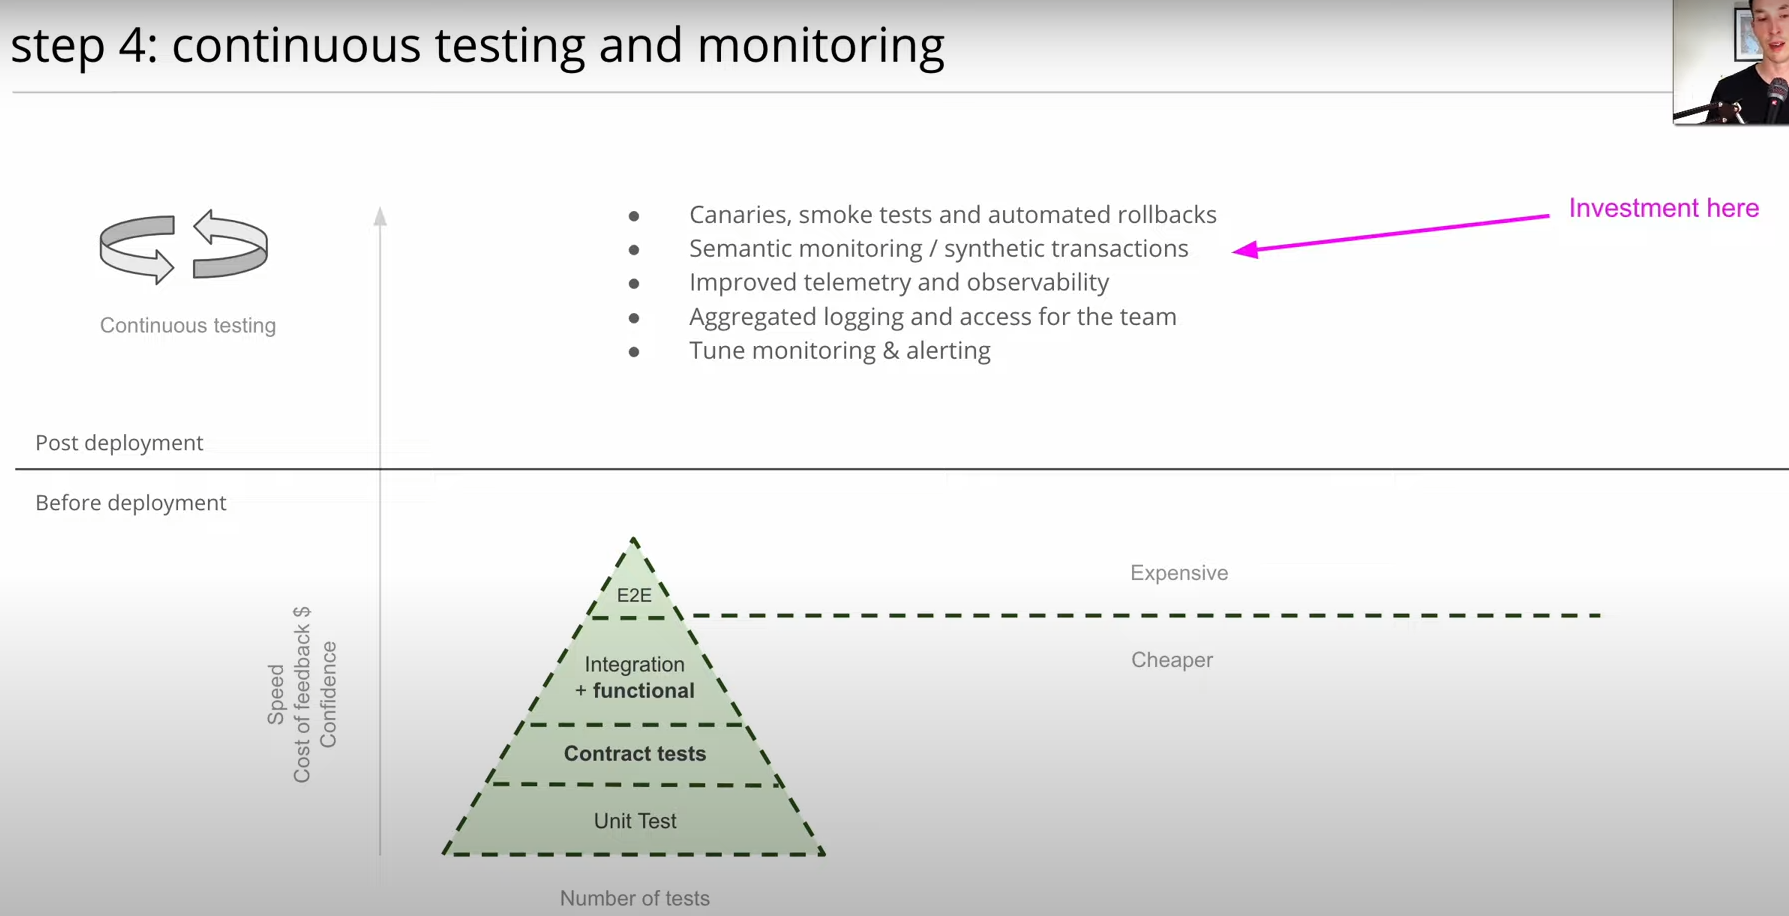 step 4: continuous testing and monitoring
● Canaries, smoke tests and automated rollbacks
● Semantic monitoring / synthetic transactions
● Improved telemetry and observability
● Aggregated logging and access for the team
● Tune monitoring & alerting
Investment here
Continuous testing
Post deployment
Before deployment
Speed
Cost of feedback $
Confidence
E2E
Integration
+ functional
Contract tests
Unit Test
Number of tests
Expensive
Cheaper